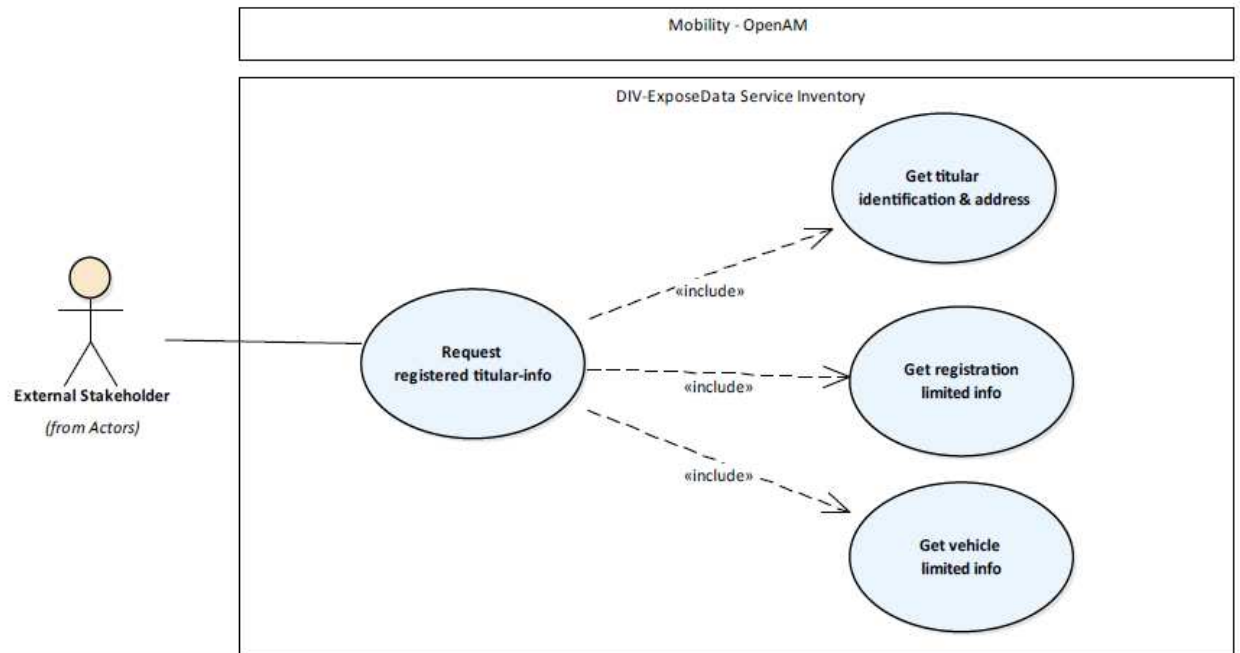 Mobility - OpenAM
DIV-ExposeData Service Inventory
Get titular
identification & address
«include»
External Stakeholder
(from Actors)
Request
registered titular-info
«include»
Get registration
limited info
«include»
Get vehicle
limited info